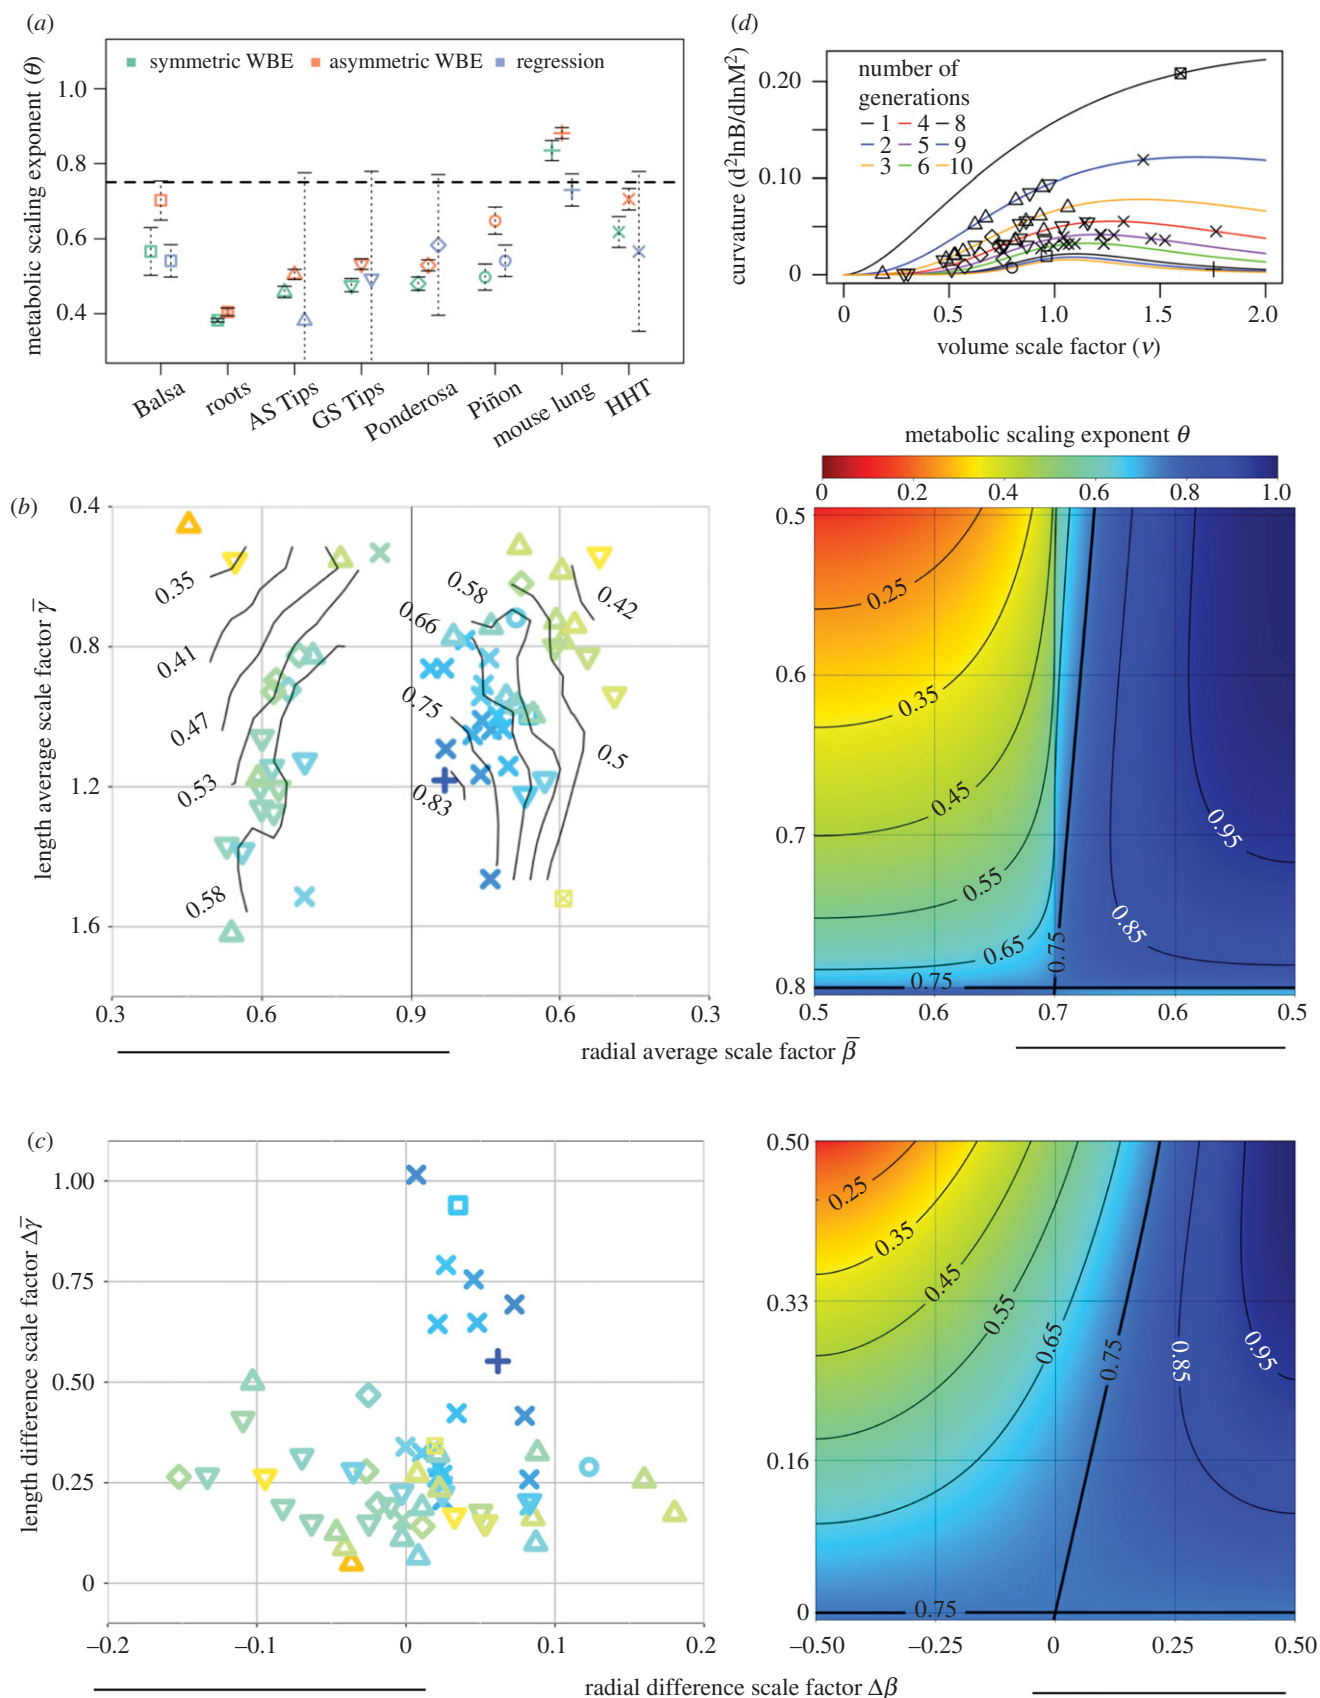 (a)
symmetric WBE asymmetric WBE regression
metabolic scaling exponent (θ)
1.0
0.8
0.6
0.4
Balsa
roots
AS Tips
GS Tips
Ponderosa
Piñon
mouse lung
HHT
(d)
number of
generations
1 4 8
2 5 9
3 6 10
curvature (d²lnB/dlnM²)
0.20
0.10
0
0 0.5 1.0 1.5 2.0
volume scale factor (ν)
metabolic scaling exponent θ
0 0.2 0.4 0.6 0.8 1.0
(b)
length average scale factor γ̅
0.4
0.8
1.2
1.6
0.35
0.41
0.47
0.53
0.58
0.58
0.66
0.75
0.83
0.42
0.5
0.3 0.6 0.9 0.6 0.3
0.5
0.6
0.7
0.8
0.25
0.35
0.45
0.55
0.65
0.75
0.75
0.85
0.95
0.5 0.6 0.7 0.6 0.5
radial average scale factor β̅
(c)
length difference scale factor Δγ̅
1.00
0.75
0.50
0.25
0
–0.2 –0.1 0 0.1 0.2
0.50
0.33
0.16
0
0.25
0.35
0.45
0.55
0.65
0.75
0.85
0.95
0.75
–0.50 –0.25 0 0.25 0.50
radial difference scale factor Δβ